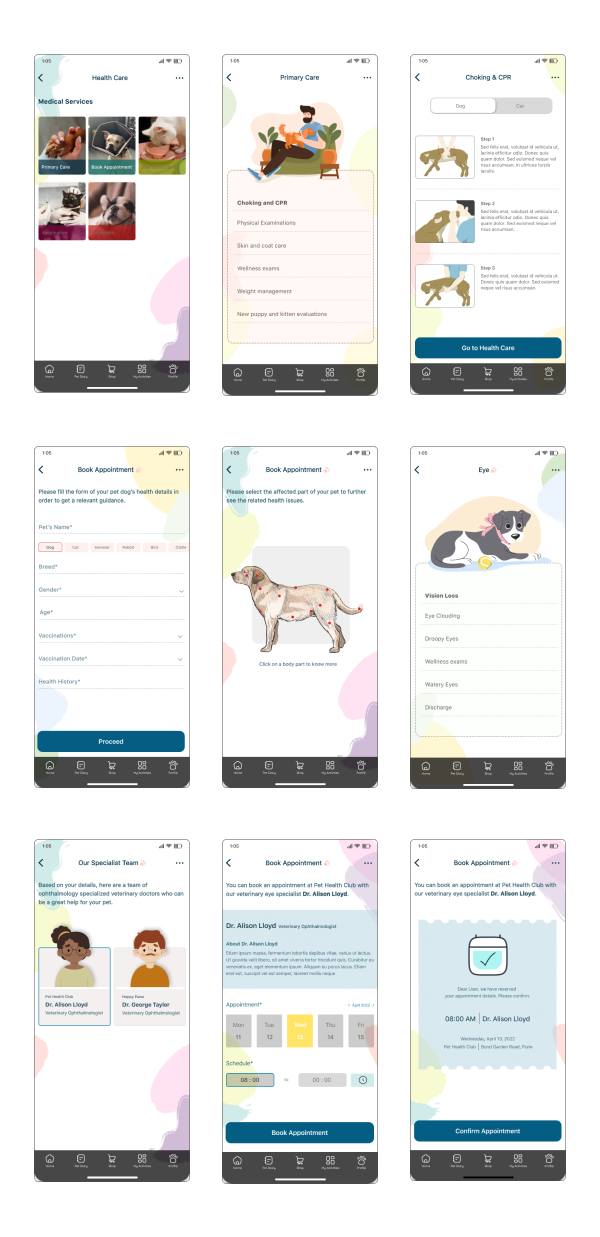 1:05
Health Care
Medical Services
Primary Care
Book Appointment
Home
Pet Diary
Shop
My Activities
Profile
1:05
Primary Care
Choking and CPR
Physical Examinations
Skin and coat care
Wellness exams
Weight management
New puppy and kitten evaluations
Home
Pet Diary
Shop
My Activities
Profile
1:05
Choking & CPR
Dog
Cat
Step 1
Sed felis erat, volutpat id vehicula ut,
lacinia efficitur odio. Donec quis
quam dolor. Sed euismod neque vel
risus accumsan, in ultrices turpis
iaculis.
Step 2
Sed felis erat, volutpat id vehicula ut,
lacinia efficitur odio. Donec quis
quam dolor. Sed euismod neque vel
risus accumsan.
Step 3
Sed felis erat, volutpat id vehicula ut.
Donec quis quam dolor. Sed euismod
neque vel risus accumsan
Go to Health Care
Home
Pet Diary
Shop
My Activities
Profile
1:05
Book Appointment
Please fill the form of your pet dog's health details in
order to get a relevant guidance.
Pet's Name*
Dog
Cat
Hamster
Rabbit
Bird
Cattle
Breed*
Gender*
Age*
Vaccinations*
Vaccination Date*
Health History*
Proceed
Home
Pet Diary
Shop
My Activities
Profile
1:05
Book Appointment
Please select the affected part of your pet to further
see the related health issues.
Click on a body part to know more
Home
Pet Diary
Shop
My Activities
Profile
1:05
Eye
Vision Loss
Eye Clouding
Droopy Eyes
Wellness exams
Watery Eyes
Discharge
Home
Pet Diary
Shop
My Activities
Profile
1:05
Our Specialist Team
Based on your details, here are a team of
ophthalmology specialized veterinary doctors who can
be a great help for your pet.
Pet Health Club
Dr. Alison Lloyd
Veterinary Ophthalmologist
Happy Paws
Dr. George Taylor
Veterinary Ophthalmologist
Home
Pet Diary
Shop
My Activities
Profile
1:05
Book Appointment
You can book an appointment at Pet Health Club with
our veterinary eye specialist Dr. Alison Lloyd.
Dr. Alison Lloyd Veterinary Ophthalmologist
About Dr. Alison Lloyd
Etiam ipsum massa, fermentum lobortis dapibus vitae, varius ut lectus.
Ut gravida velit libero, sit amet viverra tortor tincidunt quis. Curabitur eu
venenatis ex, eget elementum ipsum. Aliquam eu purus lacus. Etiam
erat est, suscipit vel est semper, laoreet mollis neque
Appointment*
< April 2022 >
Mon
11
Tue
12
Wed
13
Thu
14
Fri
15
Schedule*
08 : 00
to
00 : 00
Book Appointment
Home
Pet Diary
Shop
My Activities
Profile
1:05
Book Appointment
You can book an appointment at Pet Health Club with
our veterinary eye specialist Dr. Alison Lloyd.
Dear User, we have reserved
your appointment details. Please confirm.
08:00 AM | Dr. Alison Lloyd
Wednesday, April 13, 2022
Pet Health Club | Bund Garden Road, Pune
Confirm Appointment
Home
Pet Diary
Shop
My Activities
Profile